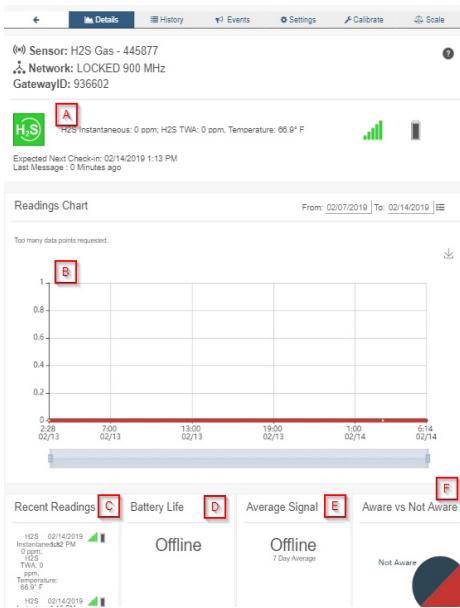 Details History Events Settings Calibrate Scale
Sensor: H2S Gas - 445877
Network: LOCKED 900 MHz
GatewayID: 936602
A
H₂S
H2S Instantaneous: 0 ppm; H2S TWA: 0 ppm, Temperature: 66.9° F
Expected Next Check-in: 02/14/2019 1:13 PM
Last Message : 0 Minutes ago
Readings Chart From: 02/07/2019 To: 02/14/2019
Too many data points requested.
B
1
0.8
0.6
0.4
0.2
0
2:28 7:00 13:00 19:00 1:00 6:14
02/13 02/13 02/13 02/13 02/14 02/14
F
Recent Readings C Battery Life D Average Signal E Aware vs Not Aware
H2S 02/14/2019
Instantaneous: PM
0 ppm;
H2S
TWA: 0
ppm,
Temperature:
66.9° F
Offline
Offline
7 Day Average
Not Aware
H2S 02/14/2019